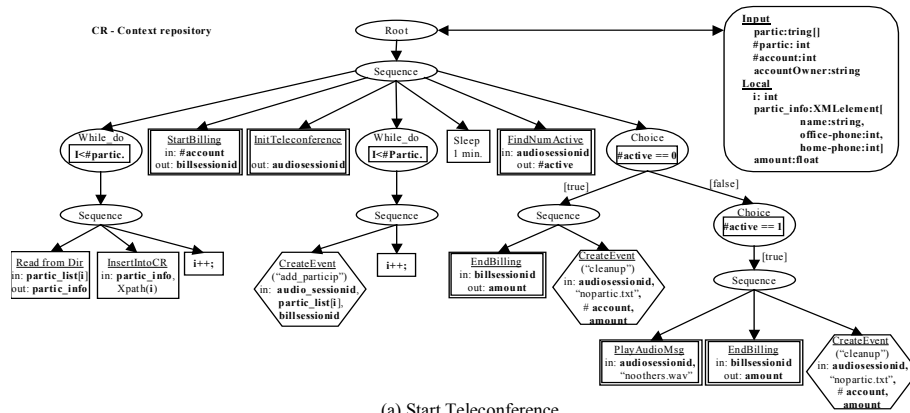 CR - Context repository
Root
Input
partic:tring[]
#partic: int
#account:int
accountOwner:string
Local
i: int
partic_info:XMLelement[
name:string,
office-phone:int,
home-phone:int]
amount:float
Sequence
While_do
I<#partic.
StartBilling
in: #account
out: billsessionid
InitTeleconference
out: audiosessionid
While_do
I<#Partic.
Sleep
1 min.
FindNumActive
in: audiosessionid
out: #active
Choice
#active == 0
[true]
[false]
Sequence
Read from Dir
in: partic_list[i]
out: partic_info
InsertIntoCR
in: partic_info,
Xpath(i)
i++;
Sequence
CreateEvent
("add_particip")
in: audio_sessionid,
partic_list[i],
billsessionid
i++;
Sequence
EndBilling
in: billsessionid
out: amount
CreateEvent
("cleanup")
in: audiosessionid,
"nopartic.txt",
# account,
amount
Choice
#active == 1
[true]
Sequence
PlayAudioMsg
in: audiosessionid,
"noothers.wav"
EndBilling
in: billsessionid
out: amount
CreateEvent
("cleanup")
in: audiosessionid,
"nopartic.txt",
# account,
amount
(a) Start Teleconference